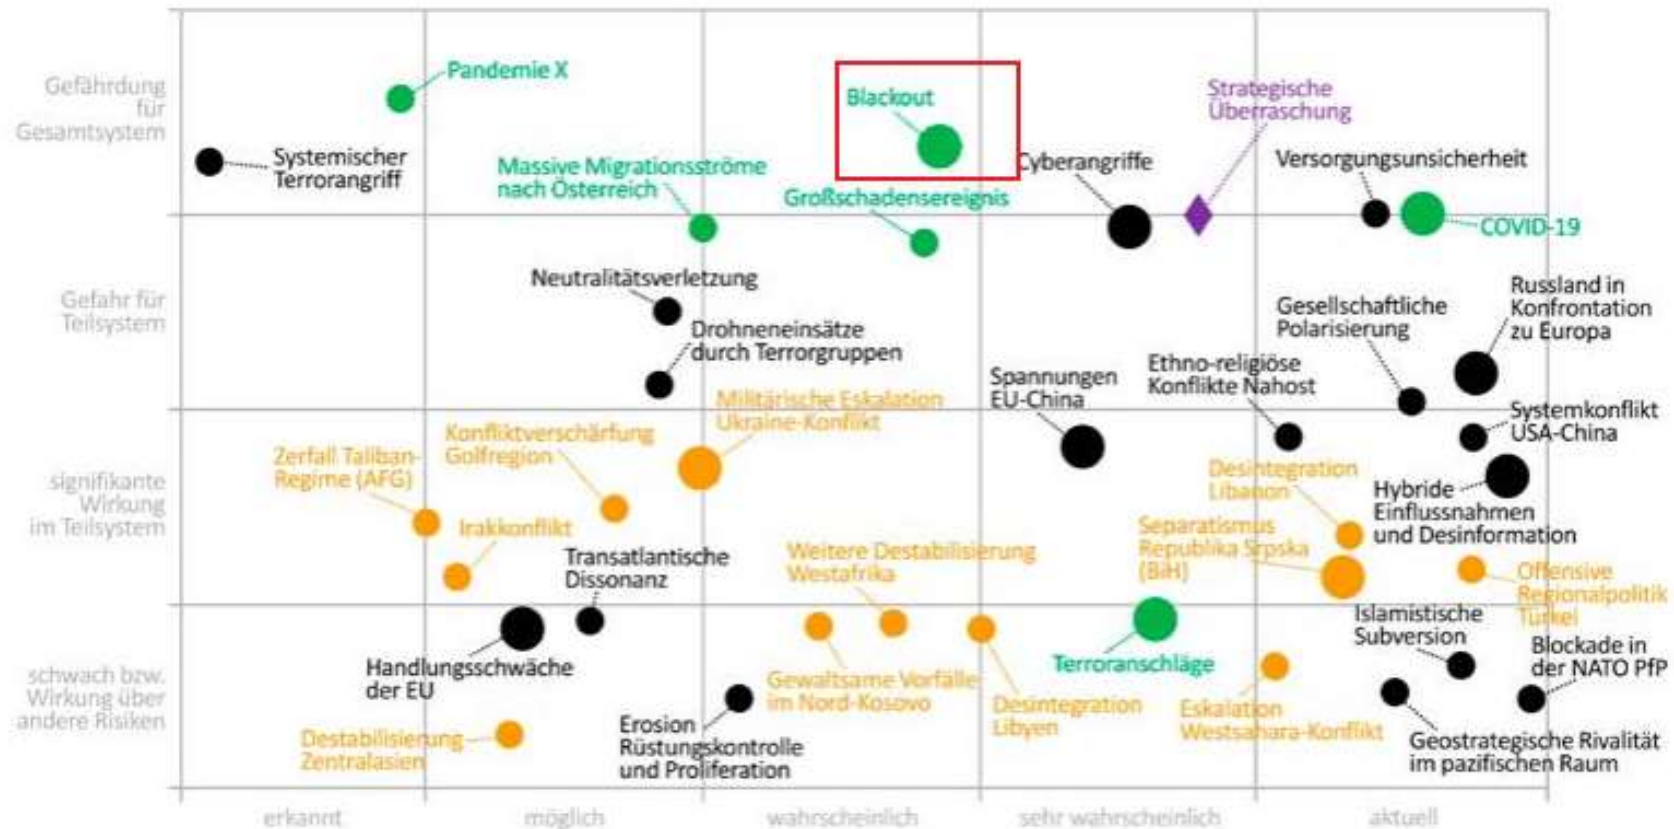 Gefährdung
für
Gesamtsystem
Pandemie X
Systemischer
Terrorangriff
Massive Migrationsströme
nach Österreich
Blackout
Großschadensereignis
Cyberangriffe
Strategische
Überraschung
Versorgungsunsicherheit
COVID-19
Gefahr für
Teilsystem
Neutralitätsverletzung
Drohneneinsätze
durch Terrorgruppen
Spannungen
EU-China
Ethno-religiöse
Konflikte Nahost
Gesellschaftliche
Polarisierung
Russland in
Konfrontation
zu Europa
signifikante
Wirkung
im Teilsystem
Zerfall Taliban-
Regime (AFG)
Konfliktverschärfung
Golfregion
Militärische Eskalation
Ukraine-Konflikt
Systemkonflikt
USA-China
Irakkonflikt
Transatlantische
Dissonanz
Weitere Destabilisierung
Westafrika
Desintegration
Libanon
Separatismus
Republika Srpska
(BiH)
Hybride
Einflussnahmen
und Desinformation
Offensive
Regionalpolitik
Türkei
schwach bzw.
Wirkung über
andere Risiken
Handlungsschwäche
der EU
Destabilisierung
Zentralasien
Erosion
Rüstungskontrolle
und Proliferation
Gewaltsame Vorfälle
im Nord-Kosovo
Desintegration
Libyen
Terroranschläge
Eskalation
Westsahara-Konflikt
Islamistische
Subversion
Blockade in
der NATO PfP
Geostrategische Rivalität
im pazifischen Raum
erkannt
möglich
wahrscheinlich
sehr wahrscheinlich
aktuell